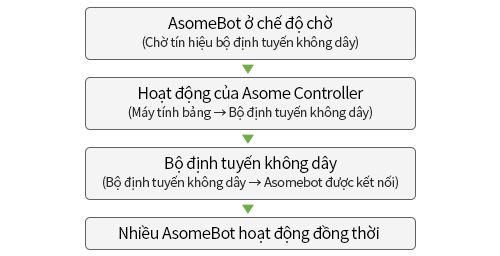 AsomeBot ở chế độ chờ
(Chờ tín hiệu bộ định tuyến không dây)
Hoạt động của Asome Controller
(Máy tính bảng → Bộ định tuyến không dây)
Bộ định tuyến không dây
(Bộ định tuyến không dây → Asomebot được kết nối)
Nhiều AsomeBot hoạt động đồng thời